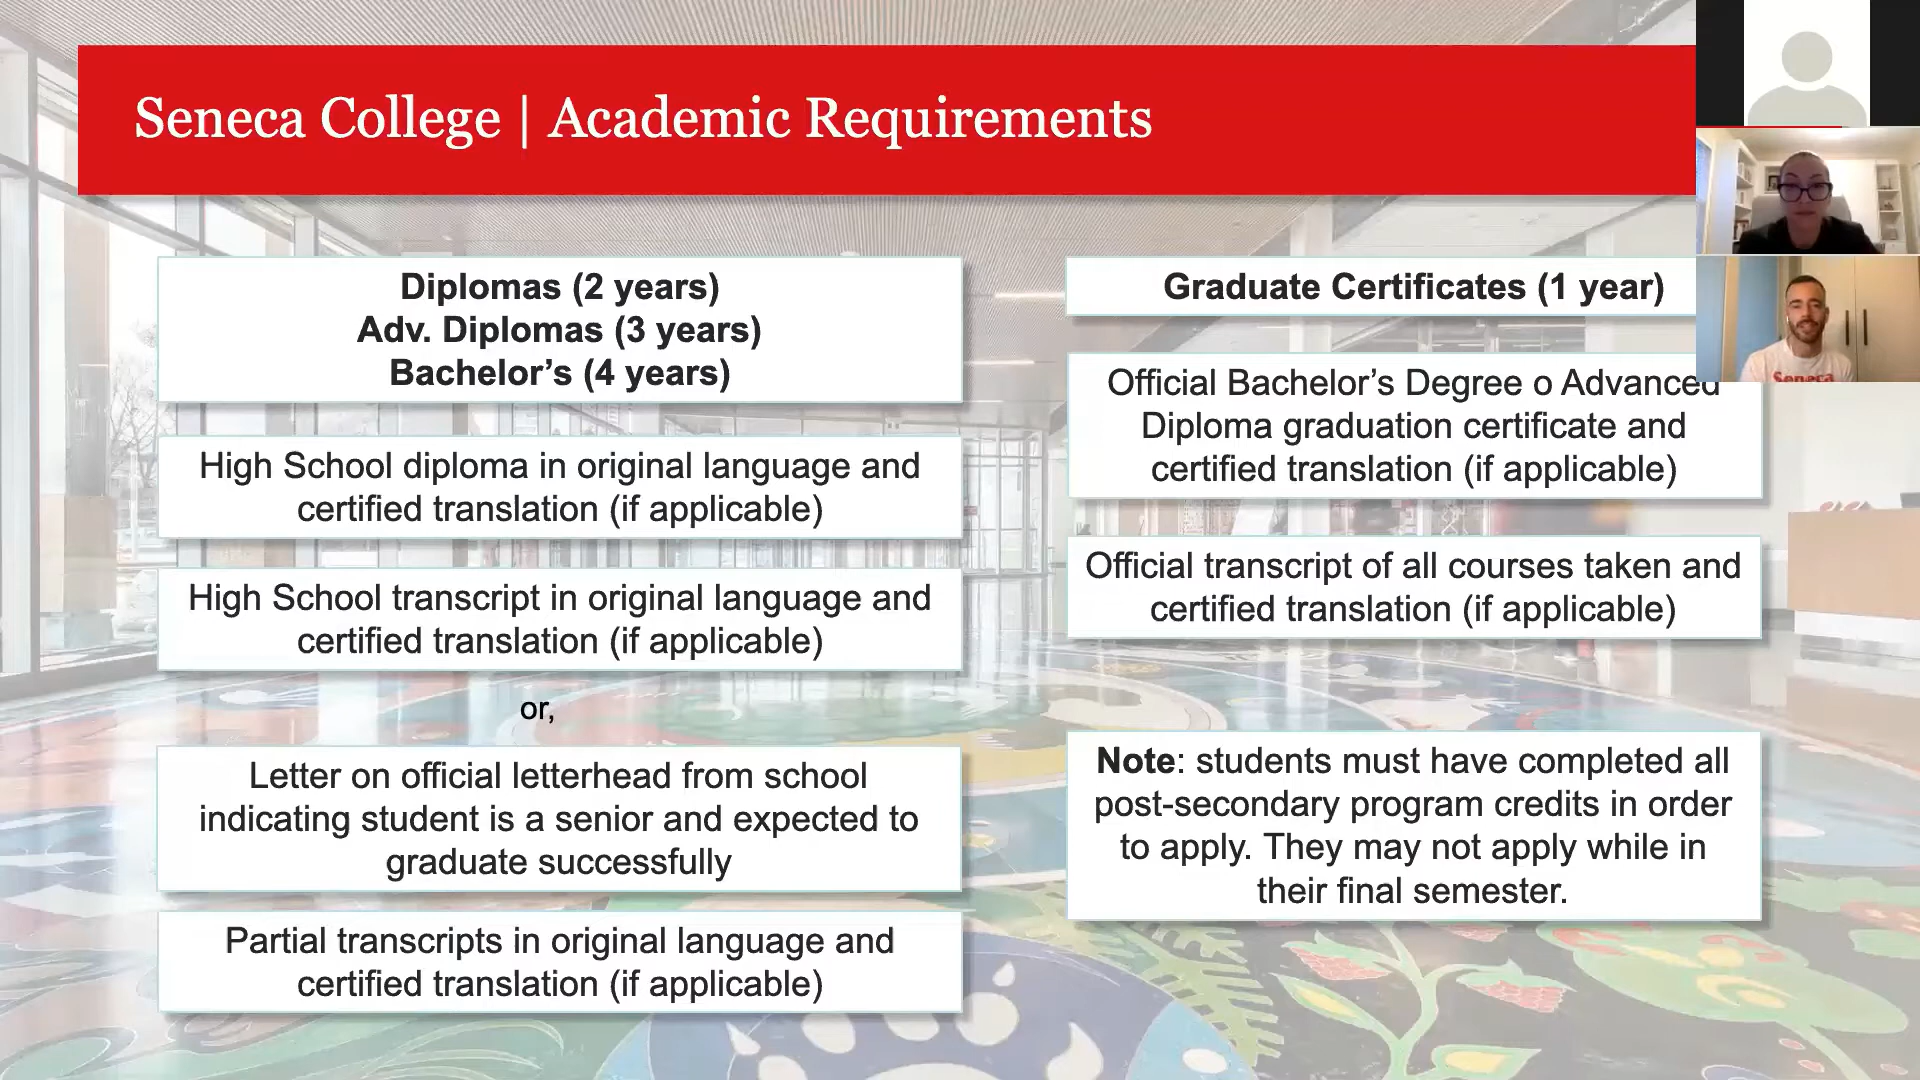 Seneca College | Academic Requirements
Diplomas (2 years)
Adv. Diplomas (3 years)
Bachelor’s (4 years)
High School diploma in original language and
certified translation (if applicable)
High School transcript in original language and
certified translation (if applicable)
or,
Letter on official letterhead from school
indicating student is a senior and expected to
graduate successfully
Partial transcripts in original language and
certified translation (if applicable)
Graduate Certificates (1 year)
Official Bachelor’s Degree o Advanced
Diploma graduation certificate and
certified translation (if applicable)
Official transcript of all courses taken and
certified translation (if applicable)
Note: students must have completed all
post-secondary program credits in order
to apply. They may not apply while in
their final semester.
Seneca